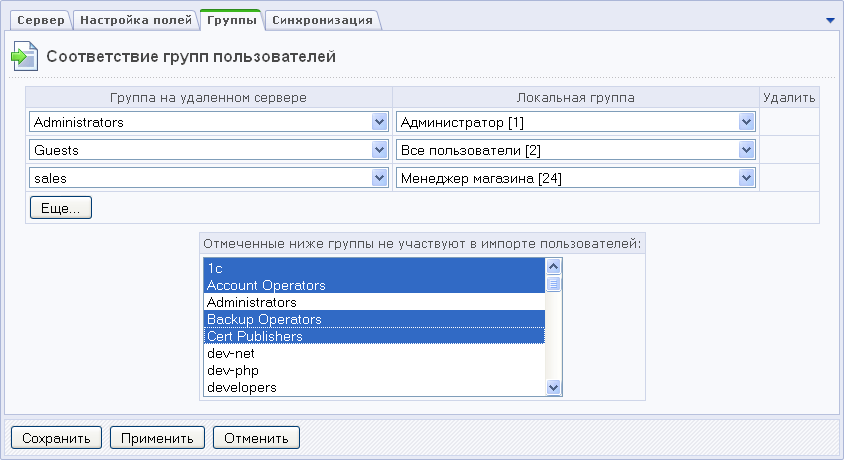 Сервер Настройка полей Группы Синхронизация
Соответствие групп пользователей
Группа на удаленном сервере Локальная группа Удалить
Administrators Администратор [1]
Guests Все пользователи [2]
sales Менеджер магазина [24]
Еще...
Отмеченные ниже группы не участвуют в импорте пользователей:
1c
Account Operators
Administrators
Backup Operators
Cert Publishers
dev-net
dev-php
developers
Сохранить Применить Отменить